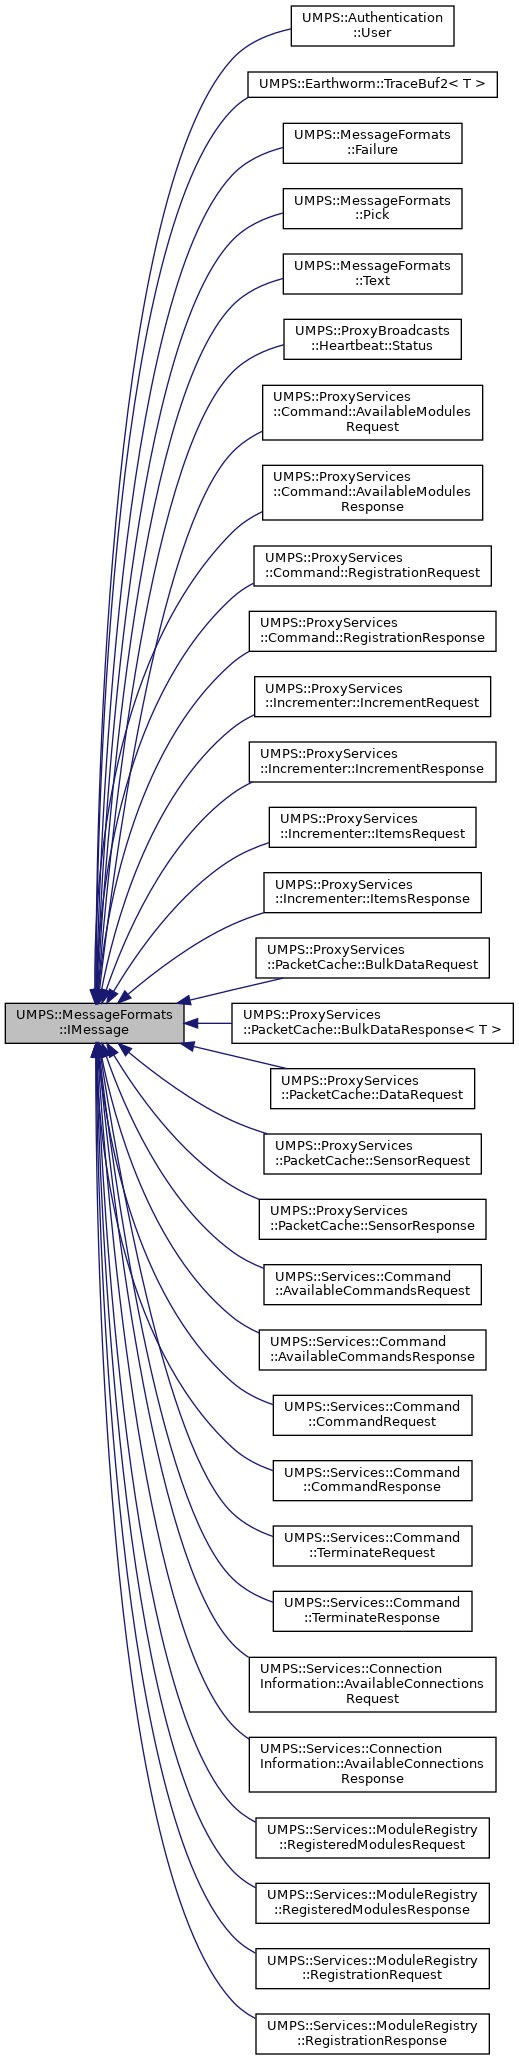 UMPS::Authentication
::User
UMPS::Earthworm::TraceBuf2< T >
UMPS::MessageFormats
::Failure
UMPS::MessageFormats
::Pick
UMPS::MessageFormats
::Text
UMPS::ProxyBroadcasts
::Heartbeat::Status
UMPS::ProxyServices
::Command::AvailableModules
Request
UMPS::ProxyServices
::Command::AvailableModules
Response
UMPS::ProxyServices
::Command::RegistrationRequest
UMPS::ProxyServices
::Command::RegistrationResponse
UMPS::ProxyServices
::Incrementer::IncrementRequest
UMPS::ProxyServices
::Incrementer::IncrementResponse
UMPS::ProxyServices
::Incrementer::ItemsRequest
UMPS::ProxyServices
::Incrementer::ItemsResponse
UMPS::ProxyServices
::PacketCache::BulkDataRequest
UMPS::MessageFormats
::IMessage
UMPS::ProxyServices
::PacketCache::BulkDataResponse< T >
UMPS::ProxyServices
::PacketCache::DataRequest
UMPS::ProxyServices
::PacketCache::SensorRequest
UMPS::ProxyServices
::PacketCache::SensorResponse
UMPS::Services::Command
::AvailableCommandsRequest
UMPS::Services::Command
::AvailableCommandsResponse
UMPS::Services::Command
::CommandRequest
UMPS::Services::Command
::CommandResponse
UMPS::Services::Command
::TerminateRequest
UMPS::Services::Command
::TerminateResponse
UMPS::Services::Connection
Information::AvailableConnections
Request
UMPS::Services::Connection
Information::AvailableConnections
Response
UMPS::Services::ModuleRegistry
::RegisteredModulesRequest
UMPS::Services::ModuleRegistry
::RegisteredModulesResponse
UMPS::Services::ModuleRegistry
::RegistrationRequest
UMPS::Services::ModuleRegistry
::RegistrationResponse